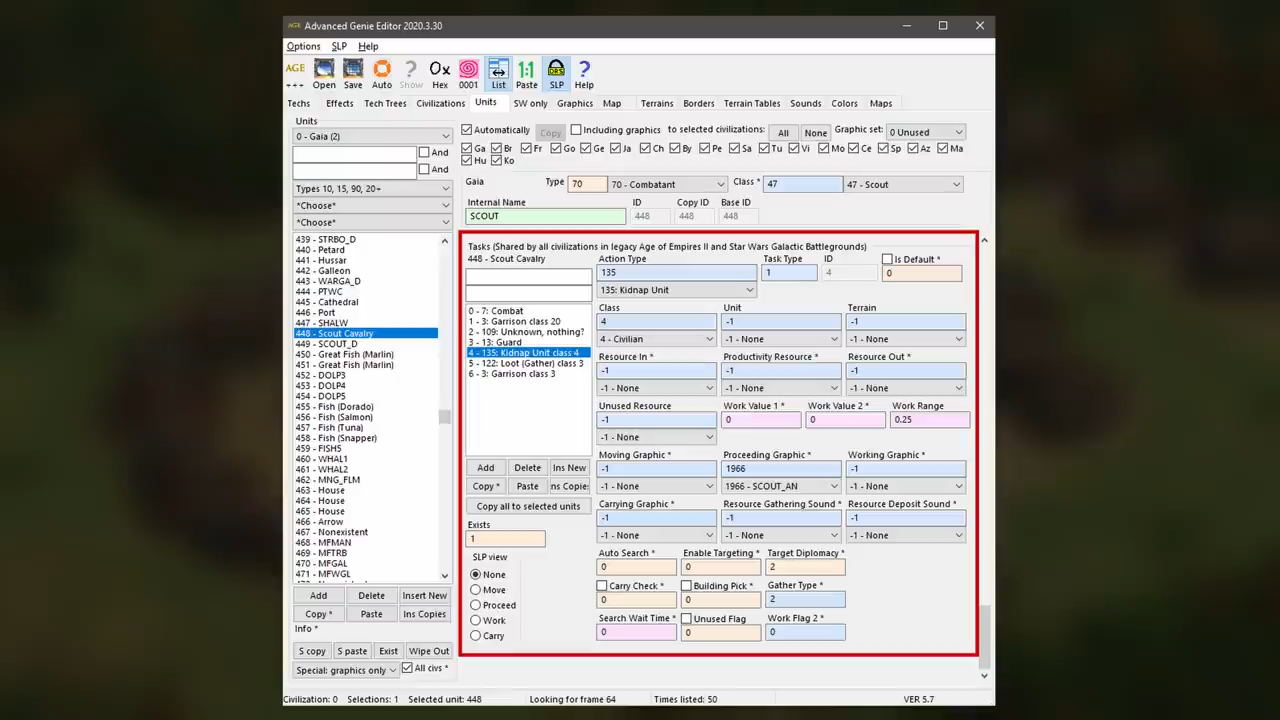 AGE Advanced Genie Editor 2020.3.30
Options SLP Help
AGE
+++ Open Save Auto ? Show 0x Hex 0001 List 1:1 Paste SLP ? Help
Techs Effects Tech Trees Civilizations Units SW only Graphics Map Terrains Borders Terrain Tables Sounds Colors Maps
Units
0 - Gaia (2)
And
And
Types 10, 15, 90, 20+
*Choose*
*Choose*
439 - STRBO_D
440 - Petard
441 - Hussar
442 - Galleon
443 - WARGA_D
444 - PTWC
445 - Cathedral
446 - Port
447 - SHALW
448 - Scout Cavalry
449 - SCOUT_D
450 - Great Fish (Marlin)
451 - Great Fish (Marlin)
452 - DOLP3
453 - DOLP4
454 - DOLP5
455 - Fish (Dorado)
456 - Fish (Salmon)
457 - Fish (Tuna)
458 - Fish (Snapper)
459 - FISH5
460 - WHAL1
461 - WHAL2
462 - MNG_FLM
463 - House
464 - House
465 - House
466 - Arrow
467 - Nonexistent
468 - MFMAN
469 - MFTRB
470 - MFGAL
471 - MFWGL
Add Delete Insert New
Copy * Paste Ins Copies
Info *
S copy S paste Exist Wipe Out
Special: graphics only All civs *
Automatically Copy Including graphics to selected civilizations: All None Graphic set: 0 Unused
Ga Br Fr Go Ge Ja Ch By Pe Sa Tu Vi Mo Ce Sp Az Ma
Hu Ko
Gaia Type 70 70 - Combatant Class * 47 47 - Scout
Internal Name ID Copy ID Base ID
SCOUT 448 448 448
Tasks (Shared by all civilizations in legacy Age of Empires II and Star Wars Galactic Battlegrounds)
448 - Scout Cavalry
0 - 7: Combat
1 - 3: Garrison class 20
2 - 109: Unknown, nothing?
3 - 13: Guard
4 - 135: Kidnap Unit class 4
5 - 122: Loot (Gather) class 3
6 - 3: Garrison class 3
Add Delete Ins New
Copy * Paste ns Copie
Copy all to selected units
Exists
1
SLP view
None
Move
Proceed
Work
Carry
Action Type Task Type ID Is Default *
135 1 4 0
135: Kidnap Unit
Class Unit Terrain
4 -1 -1
4 - Civilian -1 - None -1 - None
Resource In * Productivity Resource * Resource Out *
-1 -1 -1
-1 - None -1 - None -1 - None
Unused Resource Work Value 1 * Work Value 2 * Work Range
-1 0 0 0.25
-1 - None
Moving Graphic * Proceeding Graphic * Working Graphic *
-1 1966 -1
-1 - None 1966 - SCOUT_AN -1 - None
Carrying Graphic * Resource Gathering Sound * Resource Deposit Sound *
-1 -1 -1
-1 - None -1 - None -1 - None
Auto Search * Enable Targeting * Target Diplomacy *
0 0 2
Carry Check * Building Pick * Gather Type *
0 0 2
Search Wait Time * Unused Flag Work Flag 2 *
0 0 0
Civilization: 0 Selections: 1 Selected unit: 448 Looking for frame 64 Times listed: 50 VER 5.7